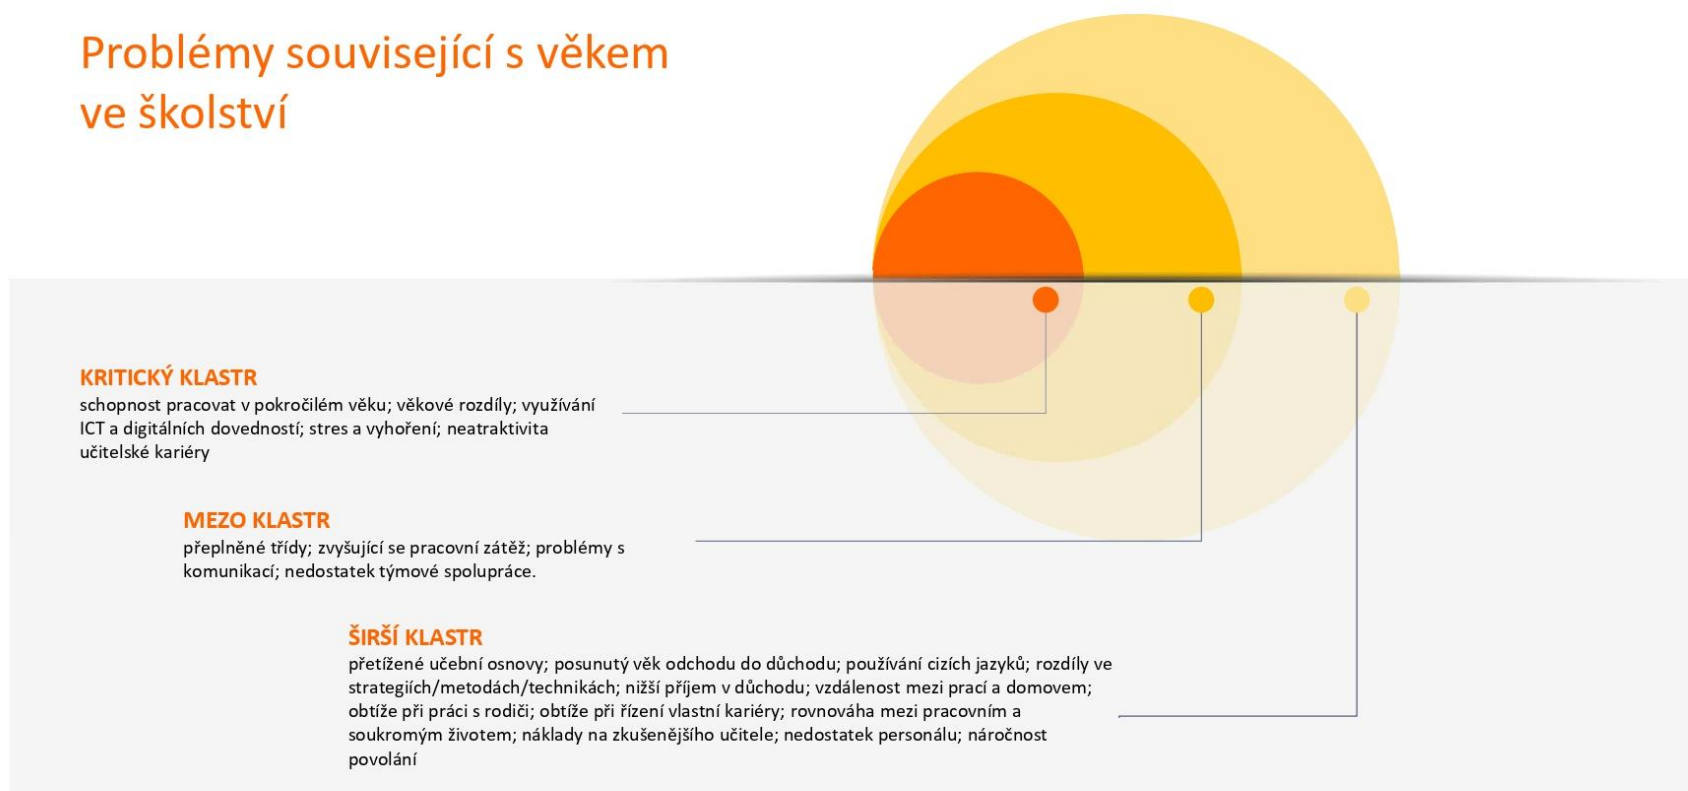 Problémy související s věkem
ve školství
KRITICKÝ KLASTR
schopnost pracovat v pokročilém věku; věkové rozdíly; využívání
ICT a digitálních dovedností; stres a vyhoření; neatraktivita
učitelské kariéry
MEZO KLASTR
přeplněné třídy; zvyšující se pracovní zátěž; problémy s
komunikací; nedostatek týmové spolupráce.
ŠIRŠÍ KLASTR
přetížené učební osnovy; posunutý věk odchodu do důchodu; používání cizích jazyků; rozdíly ve
strategiích/metodách/technikách; nižší příjem v důchodu; vzdálenost mezi prací a domovem;
obtíže při práci s rodiči; obtíže při řízení vlastní kariéry; rovnováha mezi pracovním a
soukromým životem; náklady na zkušenějšího učitele; nedostatek personálu; náročnost
povolání